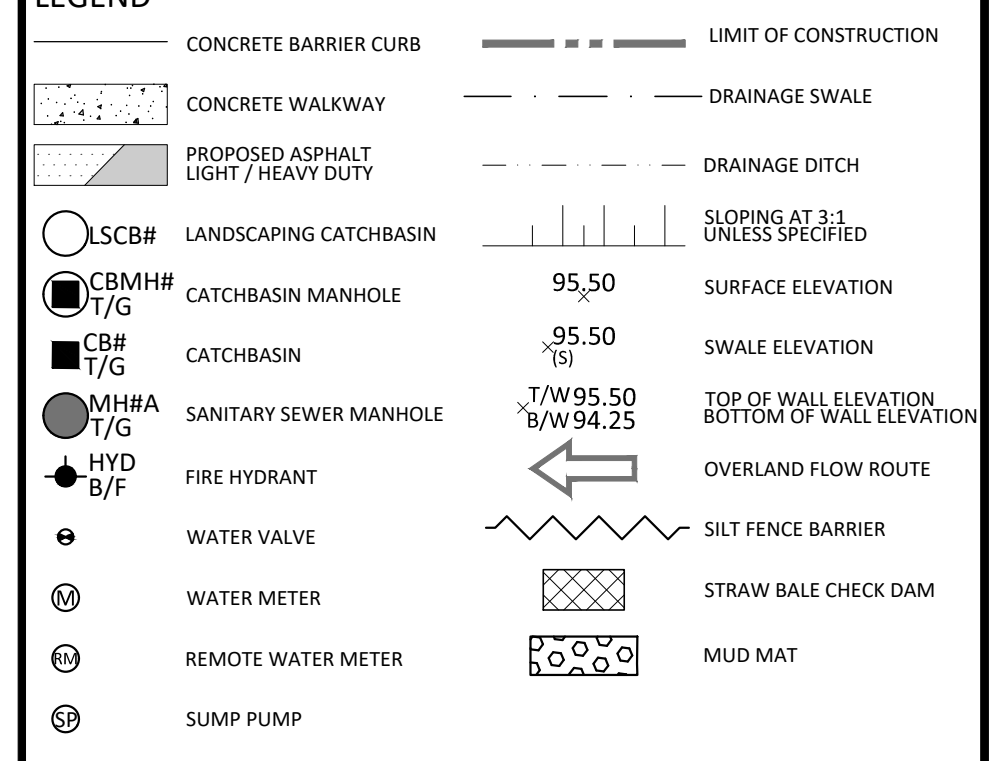 LEGEND
CONCRETE BARRIER CURB
CONCRETE WALKWAY
PROPOSED ASPHALT
LIGHT / HEAVY DUTY
LSCB# LANDSCAPING CATCHBASIN
CBMH#
T/G
CATCHBASIN MANHOLE
CB#
T/G
CATCHBASIN
MH#A
T/G
SANITARY SEWER MANHOLE
HYD
B/F
FIRE HYDRANT
WATER VALVE
M WATER METER
RM REMOTE WATER METER
SP SUMP PUMP
LIMIT OF CONSTRUCTION
DRAINAGE SWALE
DRAINAGE DITCH
SLOPING AT 3:1
UNLESS SPECIFIED
95.50 SURFACE ELEVATION
95.50
(S)
SWALE ELEVATION
T/W 95.50
B/W 94.25
TOP OF WALL ELEVATION
BOTTOM OF WALL ELEVATION
OVERLAND FLOW ROUTE
SILT FENCE BARRIER
STRAW BALE CHECK DAM
MUD MAT